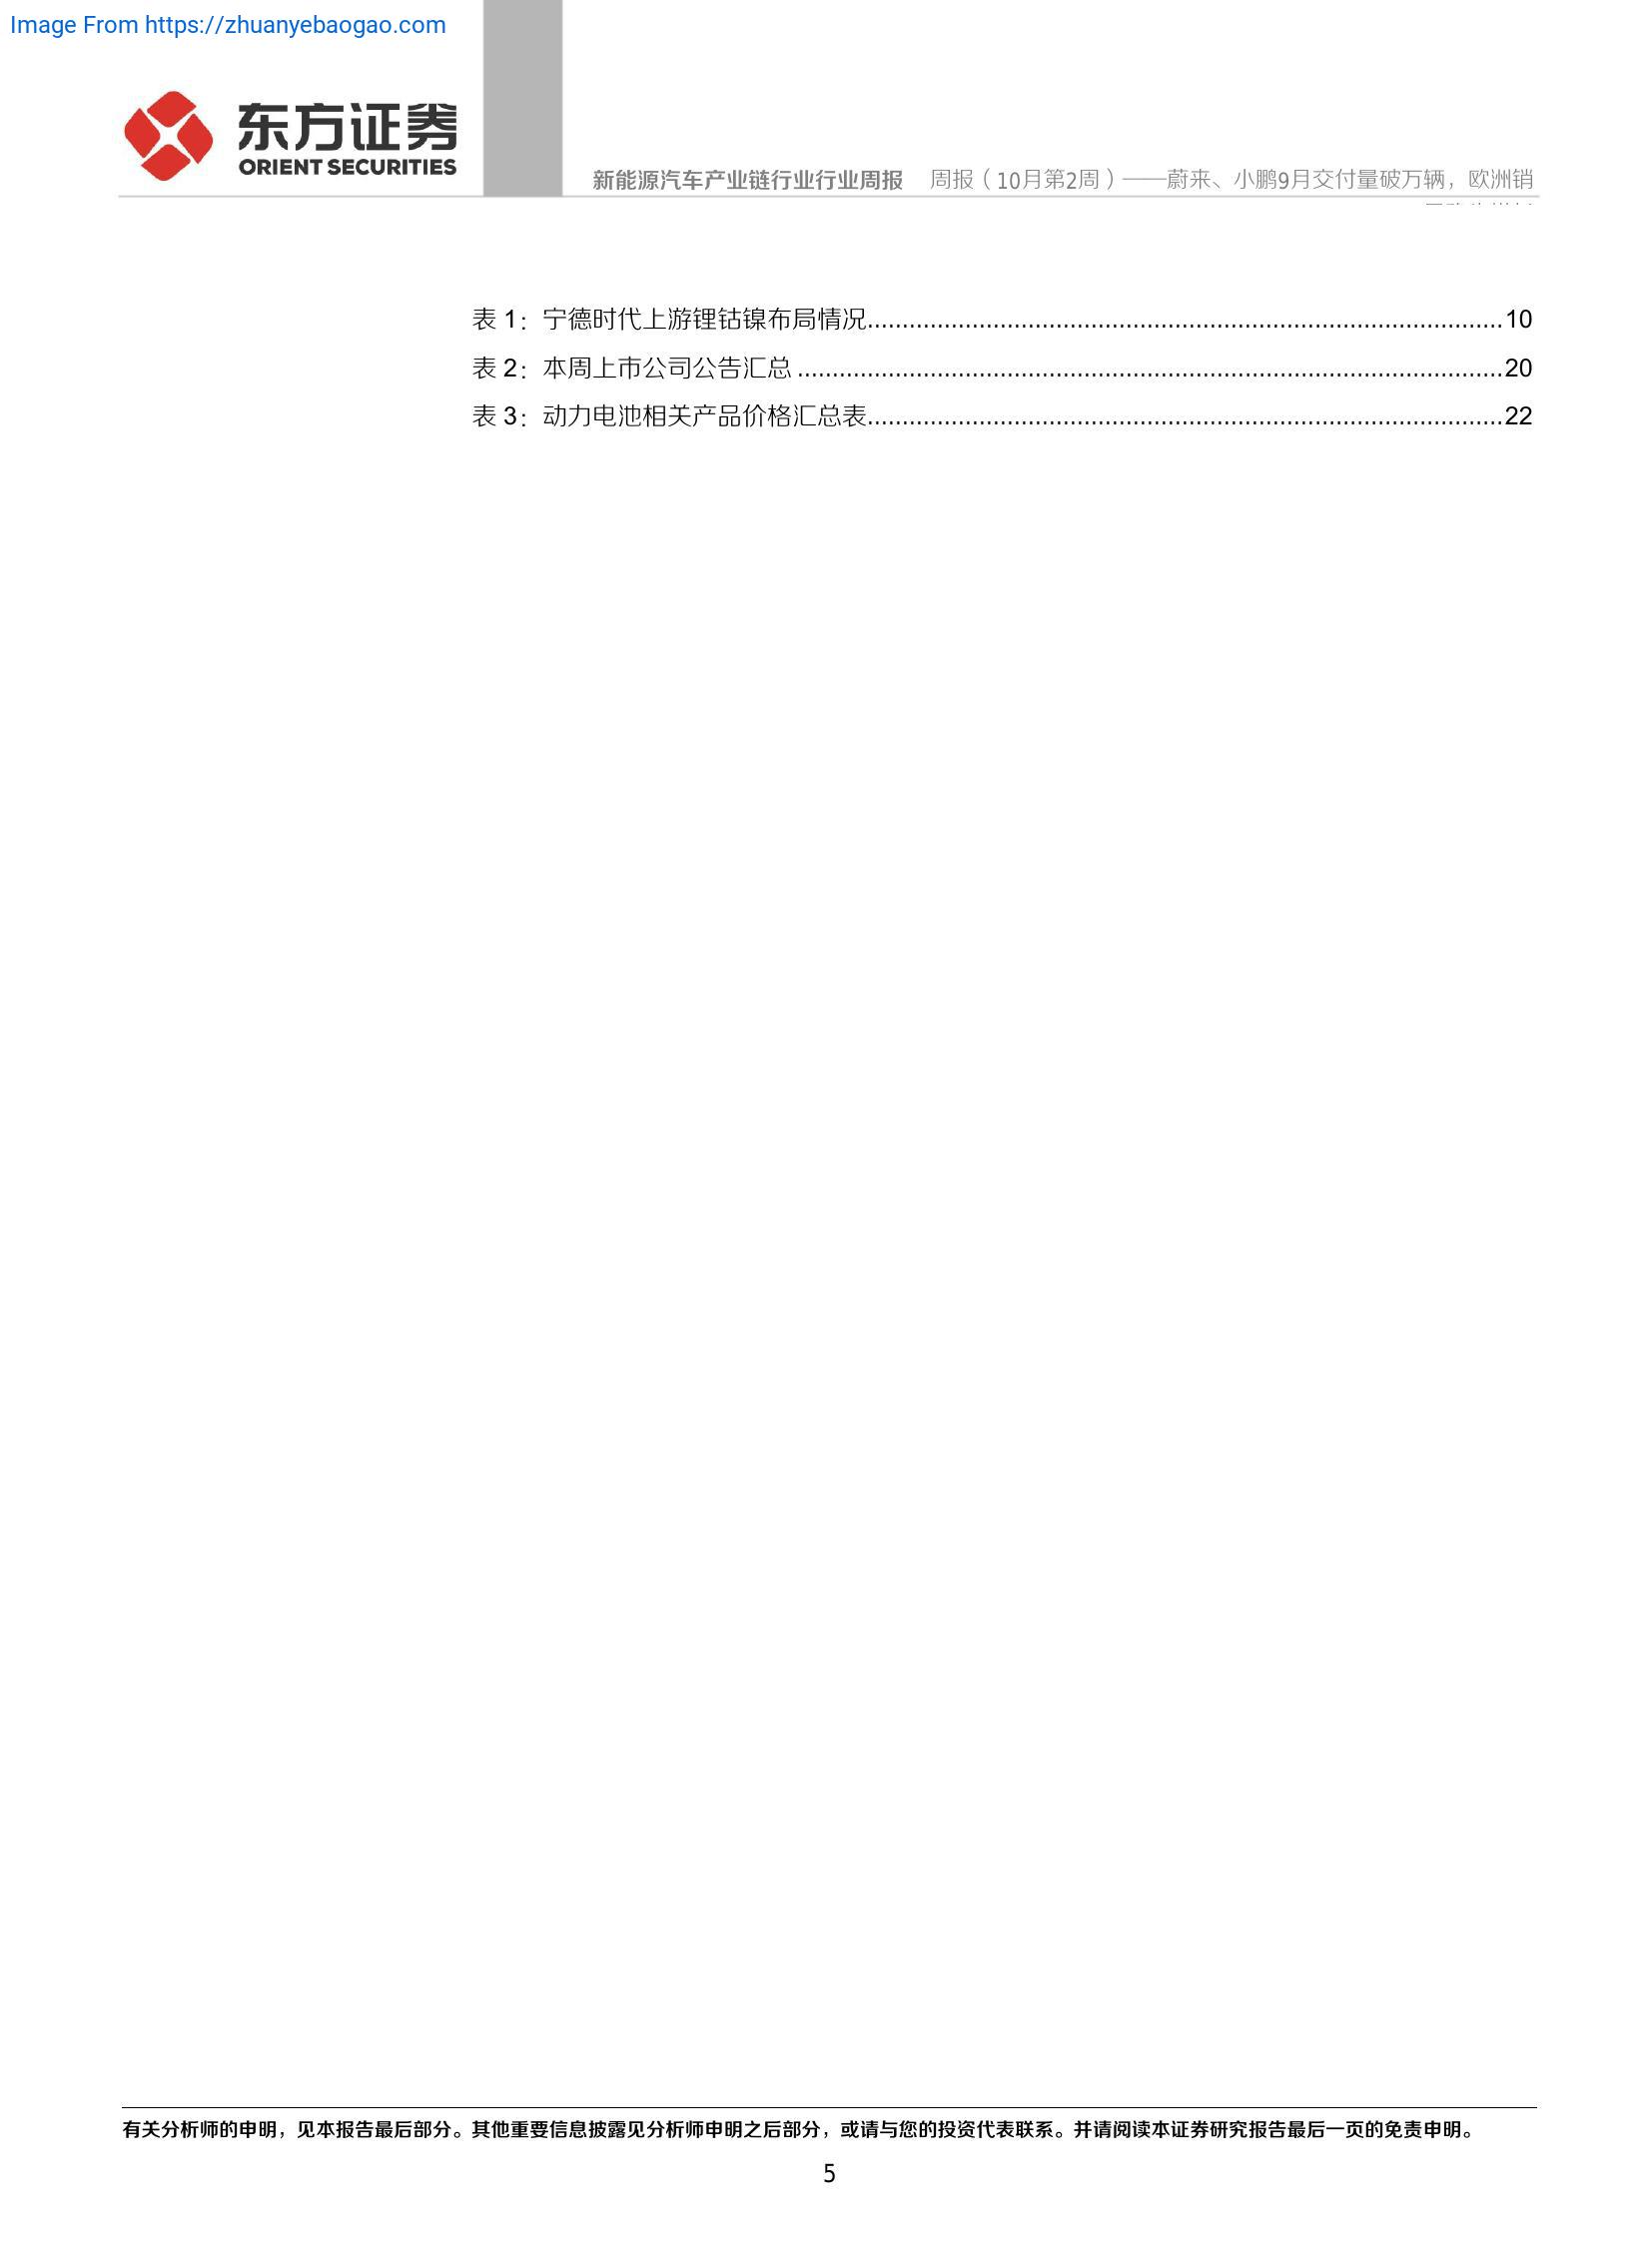 Image From https://zhuanyebaogao.com
东方证券
ORIENT SECURITIES
新能源汽车产业链行业行业周报 周报（10月第2周）——蔚来、小鹏9月交付量破万辆，欧洲销
表 1：宁德时代上游锂钴镍布局情况..........................................................................................10
表 2：本周上市公司公告汇总 ....................................................................................................20
表 3：动力电池相关产品价格汇总表..........................................................................................22
有关分析师的申明，见本报告最后部分。其他重要信息披露见分析师申明之后部分，或请与您的投资代表联系。并请阅读本证券研究报告最后一页的免责申明。
5